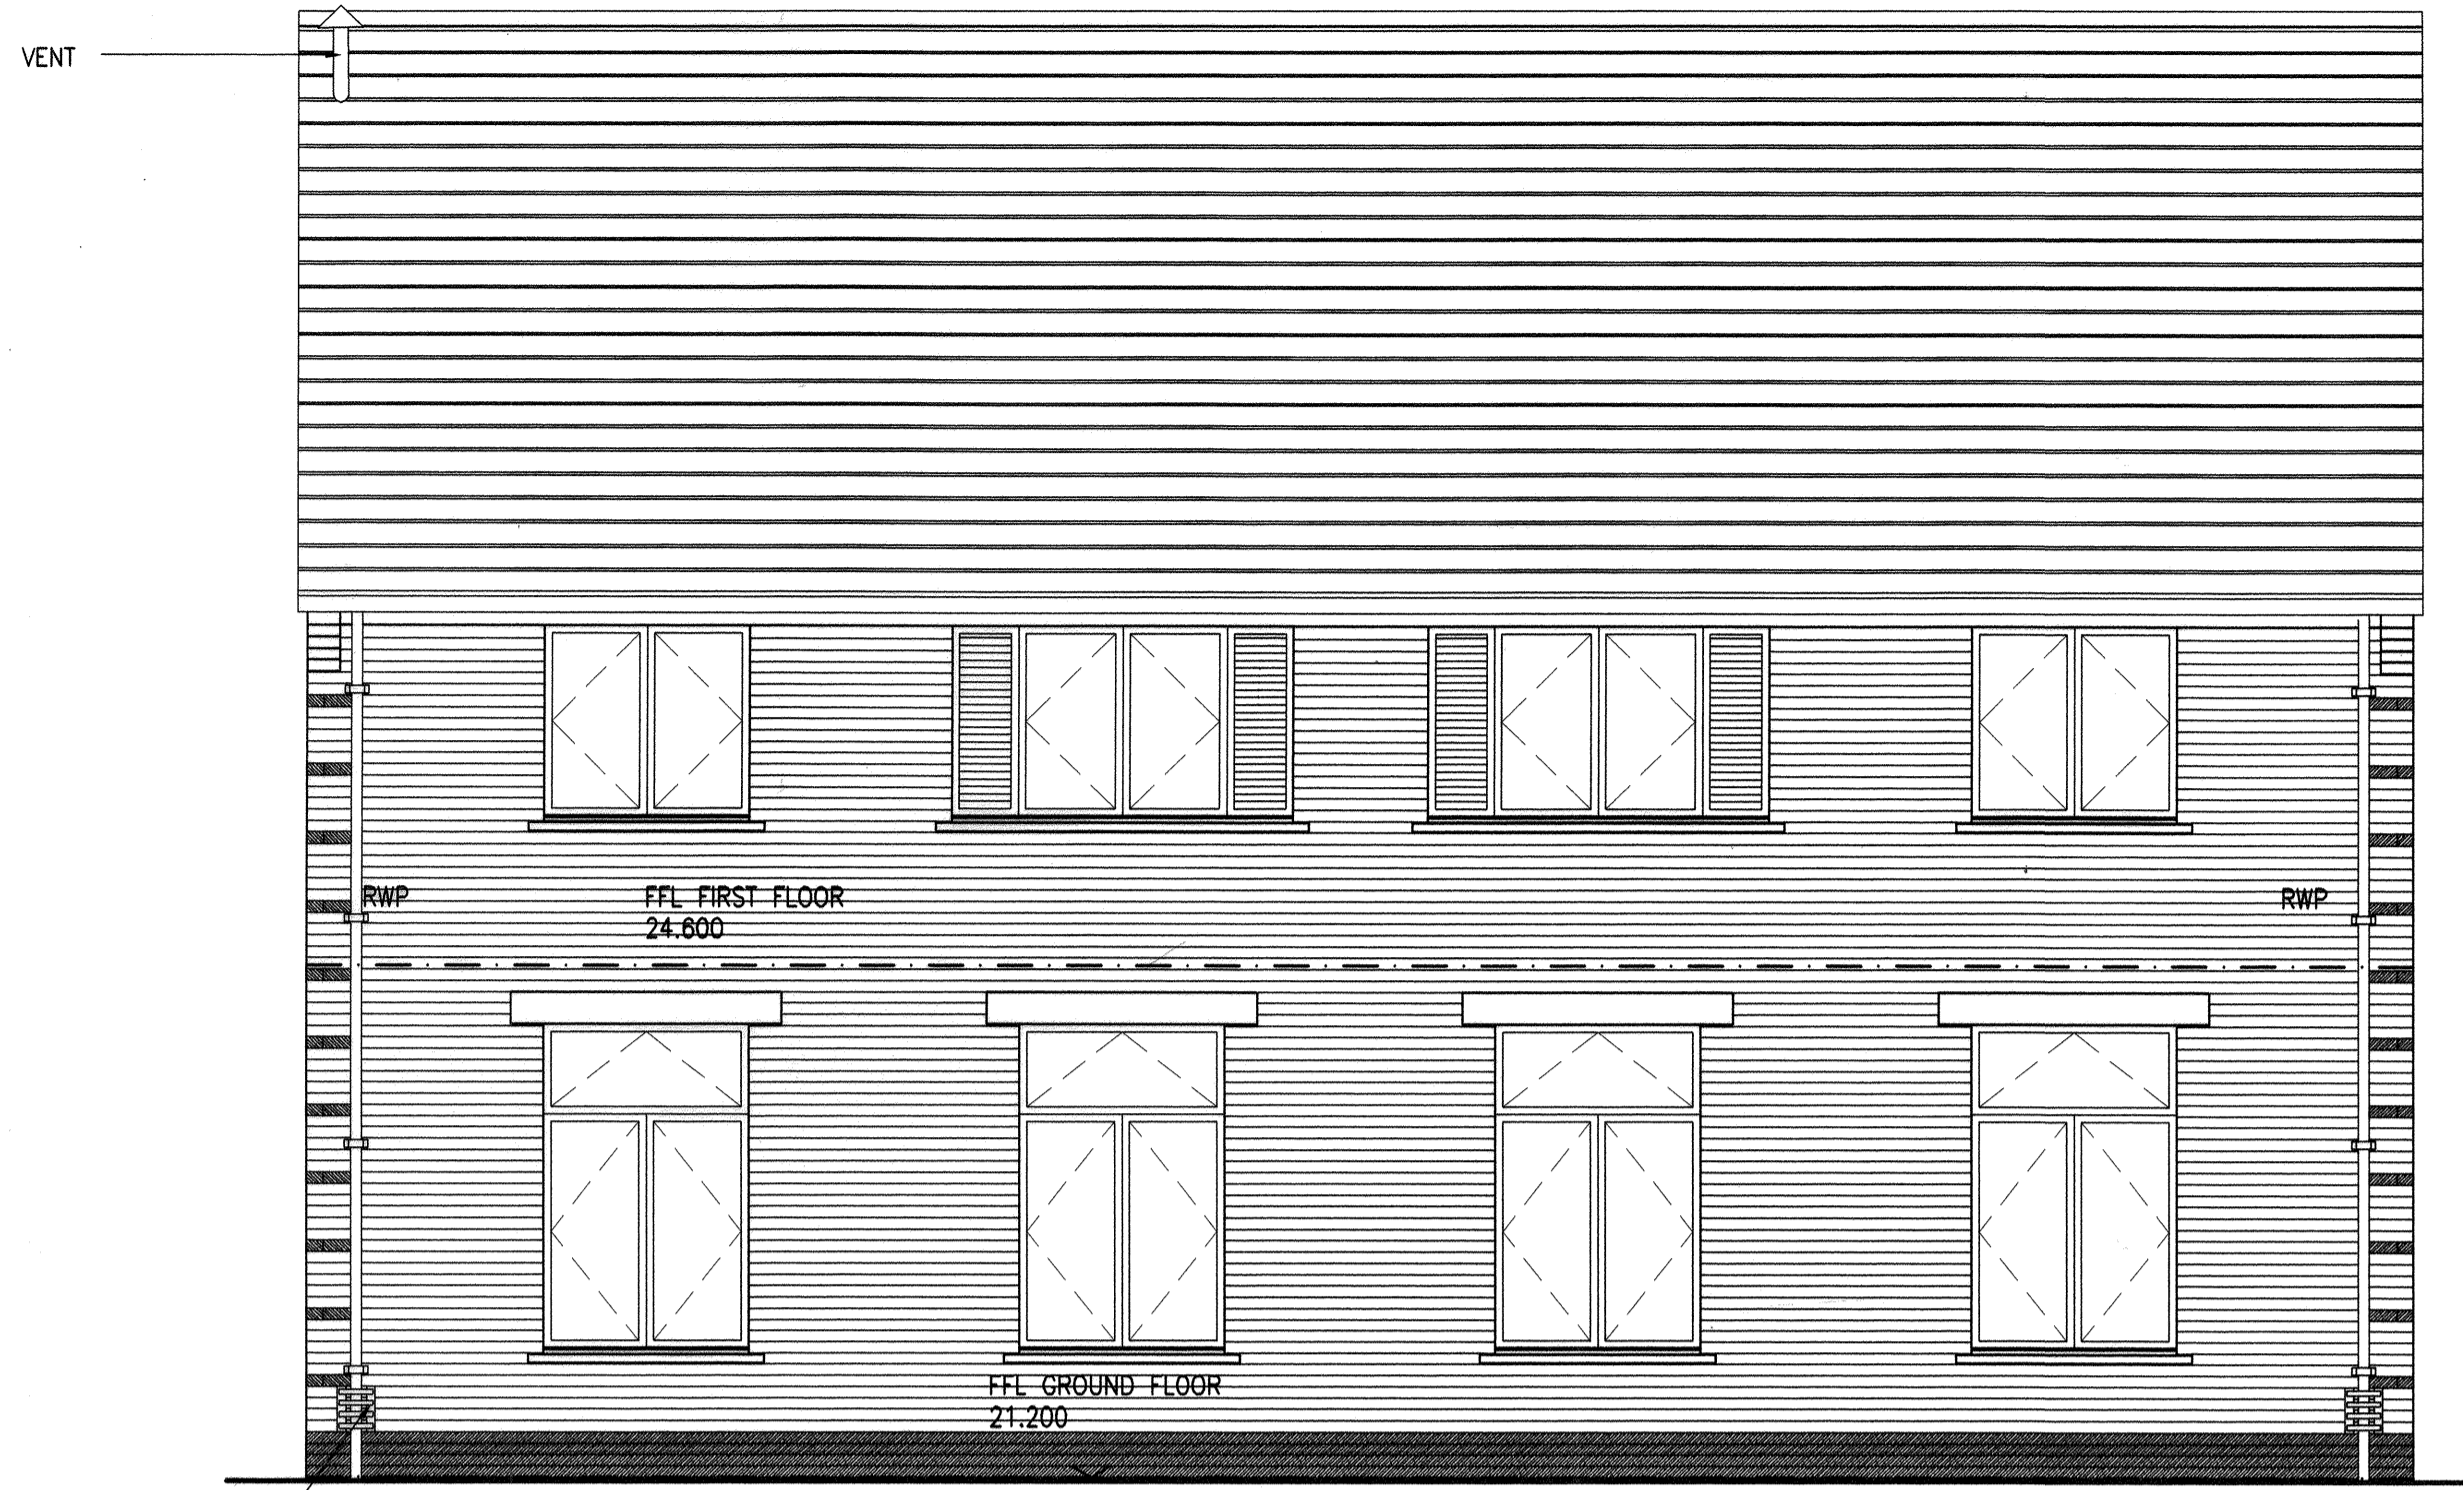 VENT
RWP
FFL FIRST FLOOR
24.600
RWP
FFL GROUND FLOOR
21.200